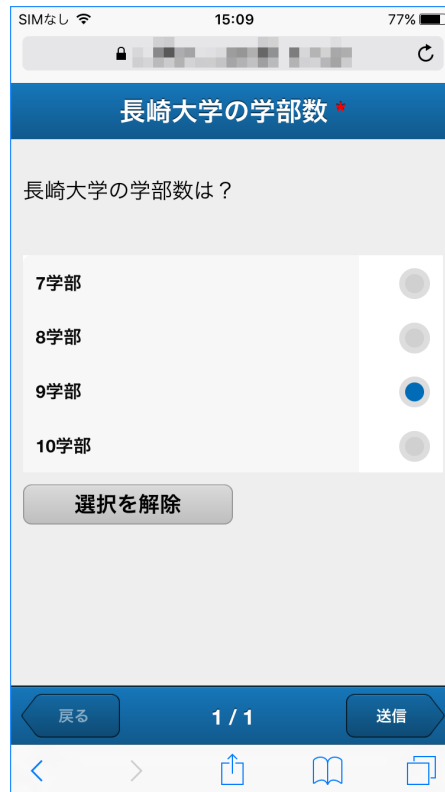 SIMなし 15:09 77%
長崎大学の学部数 *
長崎大学の学部数は？
7学部
8学部
9学部
10学部
選択を解除
戻る 1 / 1 送信